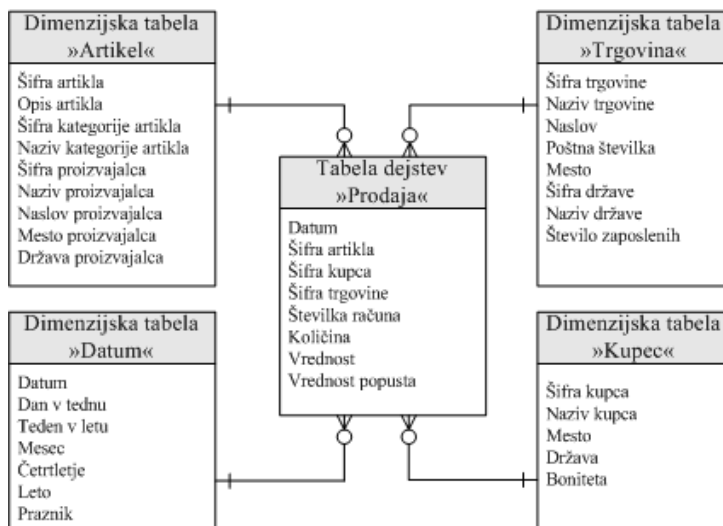 Dimenzijska tabela
»Artikel«
Šifra artikla
Opis artikla
Šifra kategorije artikla
Naziv kategorije artikla
Šifra proizvajalca
Naziv proizvajalca
Naslov proizvajalca
Mesto proizvajalca
Država proizvajalca
Dimenzijska tabela
»Trgovina«
Šifra trgovine
Naziv trgovine
Naslov
Poštna številka
Mesto
Šifra države
Naziv države
Število zaposlenih
Tabela dejstev
»Prodaja«
Datum
Šifra artikla
Šifra kupca
Šifra trgovine
Številka računa
Količina
Vrednost
Vrednost popusta
Dimenzijska tabela
»Datum«
Datum
Dan v tednu
Teden v letu
Mesec
Četrtletje
Leto
Praznik
Dimenzijska tabela
»Kupec«
Šifra kupca
Naziv kupca
Mesto
Država
Boniteta